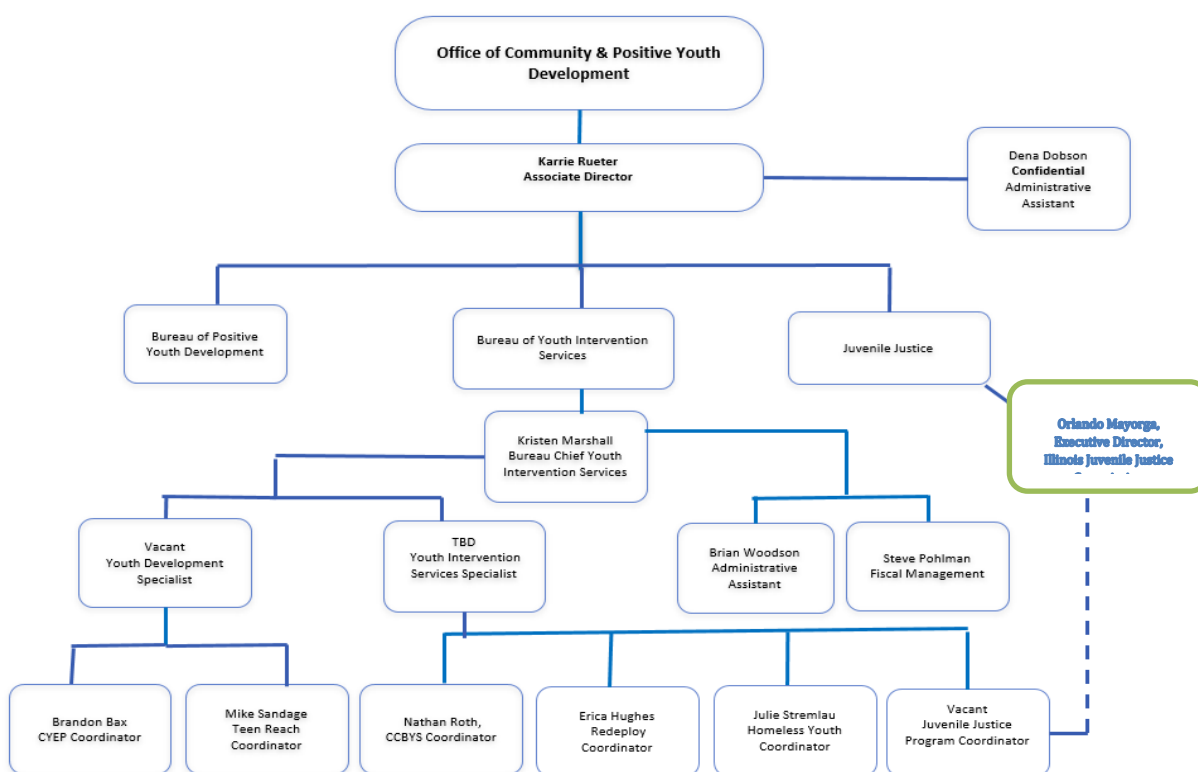 Office of Community & Positive Youth
Development
Karrie Rueter
Associate Director
Dena Dobson
Confidential
Administrative
Assistant
Bureau of Positive
Youth Development
Bureau of Youth Intervention
Services
Juvenile Justice
Orlando Mayorga,
Executive Director,
Illinois Juvenile Justice
Kristen Marshall
Bureau Chief Youth
Intervention Services
Vacant
Youth Development
Specialist
TBD
Youth Intervention
Services Specialist
Brian Woodson
Administrative
Assistant
Steve Pohlman
Fiscal Management
Brandon Bax
CYEP Coordinator
Mike Sandage
Teen Reach
Coordinator
Nathan Roth,
CCBYS Coordinator
Erica Hughes
Redeploy
Coordinator
Julie Stremlau
Homeless Youth
Coordinator
Vacant
Juvenile Justice
Program Coordinator